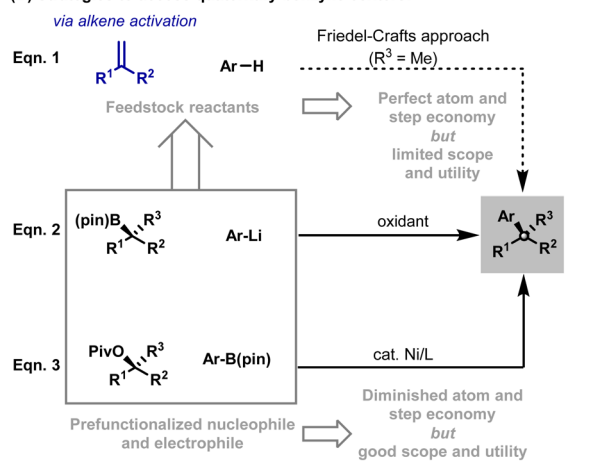 via alkene activation
Eqn. 1
R1 R2
Ar–H
Friedel-Crafts approach
(R3 = Me)
Feedstock reactants
Perfect atom and
step economy
but
limited scope
and utility
Eqn. 2
(pin)B R3
R1 R2
Ar-Li
oxidant
Ar R3
R1 R2
Eqn. 3
PivO R3
R1 R2
Ar-B(pin)
cat. Ni/L
Prefunctionalized nucleophile
and electrophile
Diminished atom and
step economy
but
good scope and utility